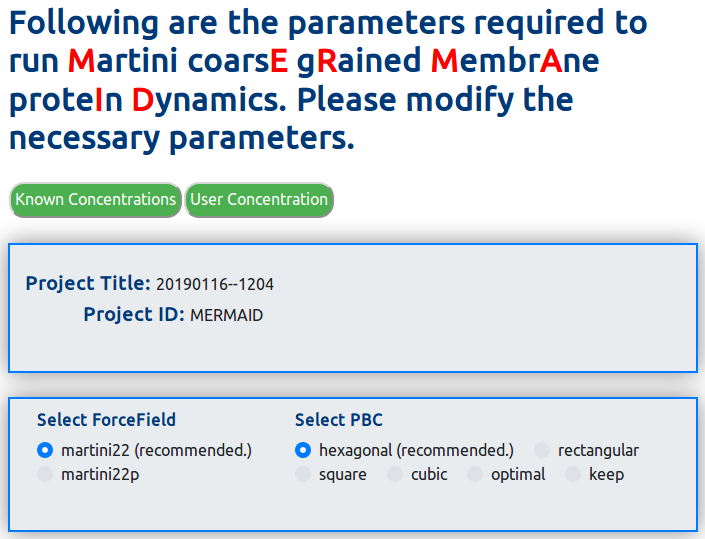 Following are the parameters required to
run Martini coarsE gRained MembrAne
proteIn Dynamics. Please modify the
necessary parameters.
Known Concentrations User Concentration
Project Title: 20190116--1204
Project ID: MERMAID
Select ForceField Select PBC
martini22 (recommended.) hexagonal (recommended.) rectangular
martini22p square cubic optimal keep